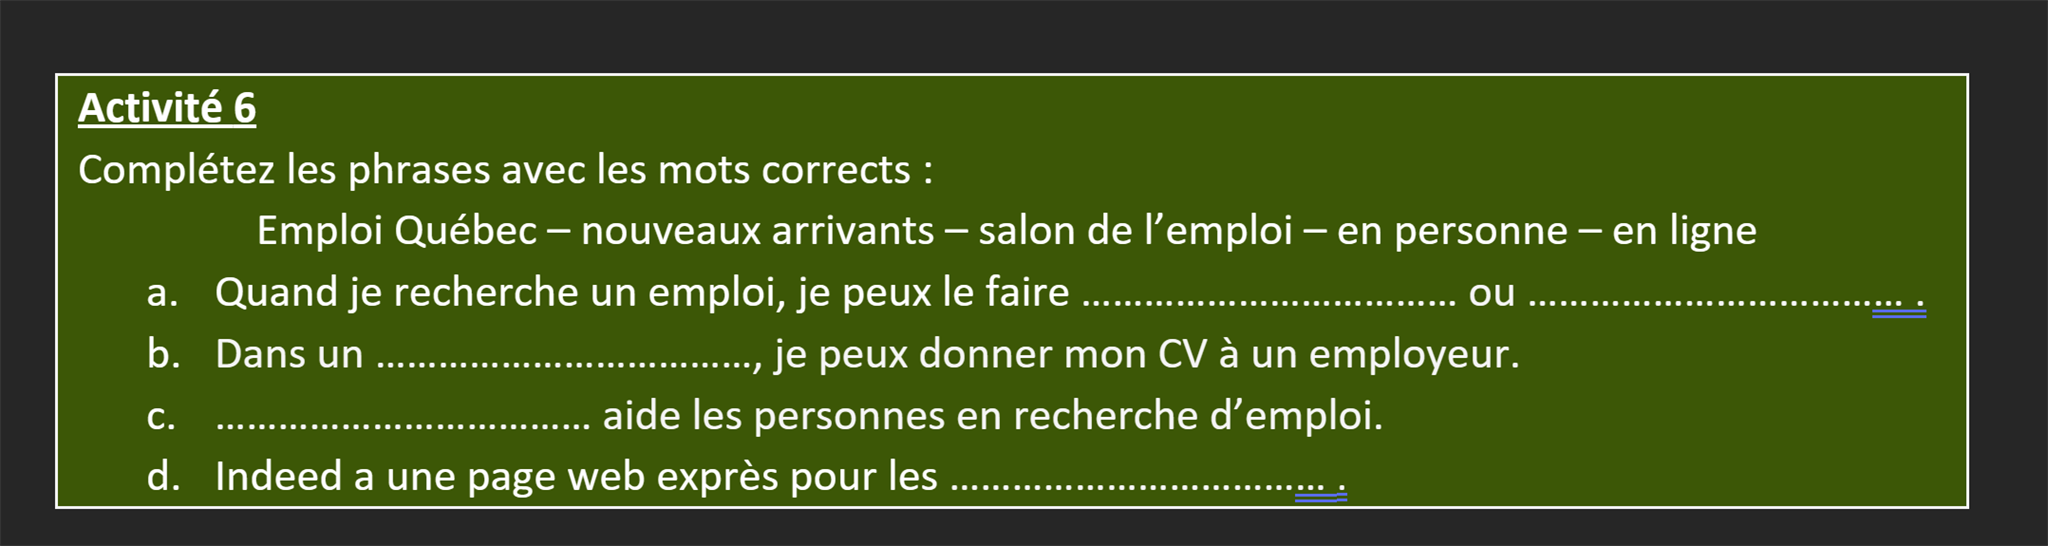 Activité 6
Complétez les phrases avec les mots corrects :
Emploi Québec – nouveaux arrivants – salon de l’emploi – en personne – en ligne
a. Quand je recherche un emploi, je peux le faire ……………………………… ou ……………………………… .
b. Dans un ………………………………, je peux donner mon CV à un employeur.
c. ……………………………… aide les personnes en recherche d’emploi.
d. Indeed a une page web exprès pour les ……………………………… .